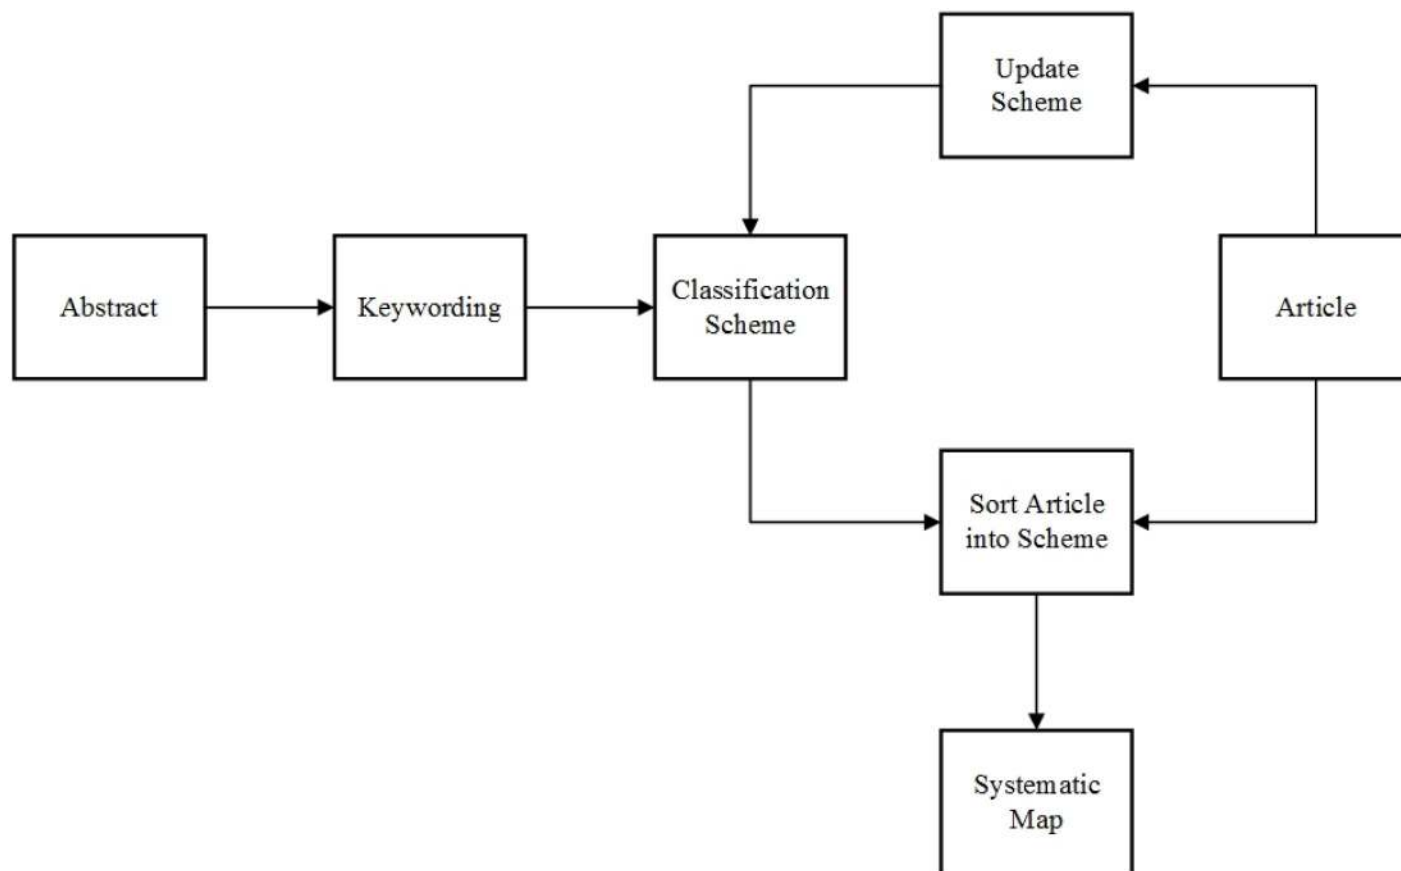 Update
Scheme
Abstract
Keywording
Classification
Scheme
Article
Sort Article
into Scheme
Systematic
Map